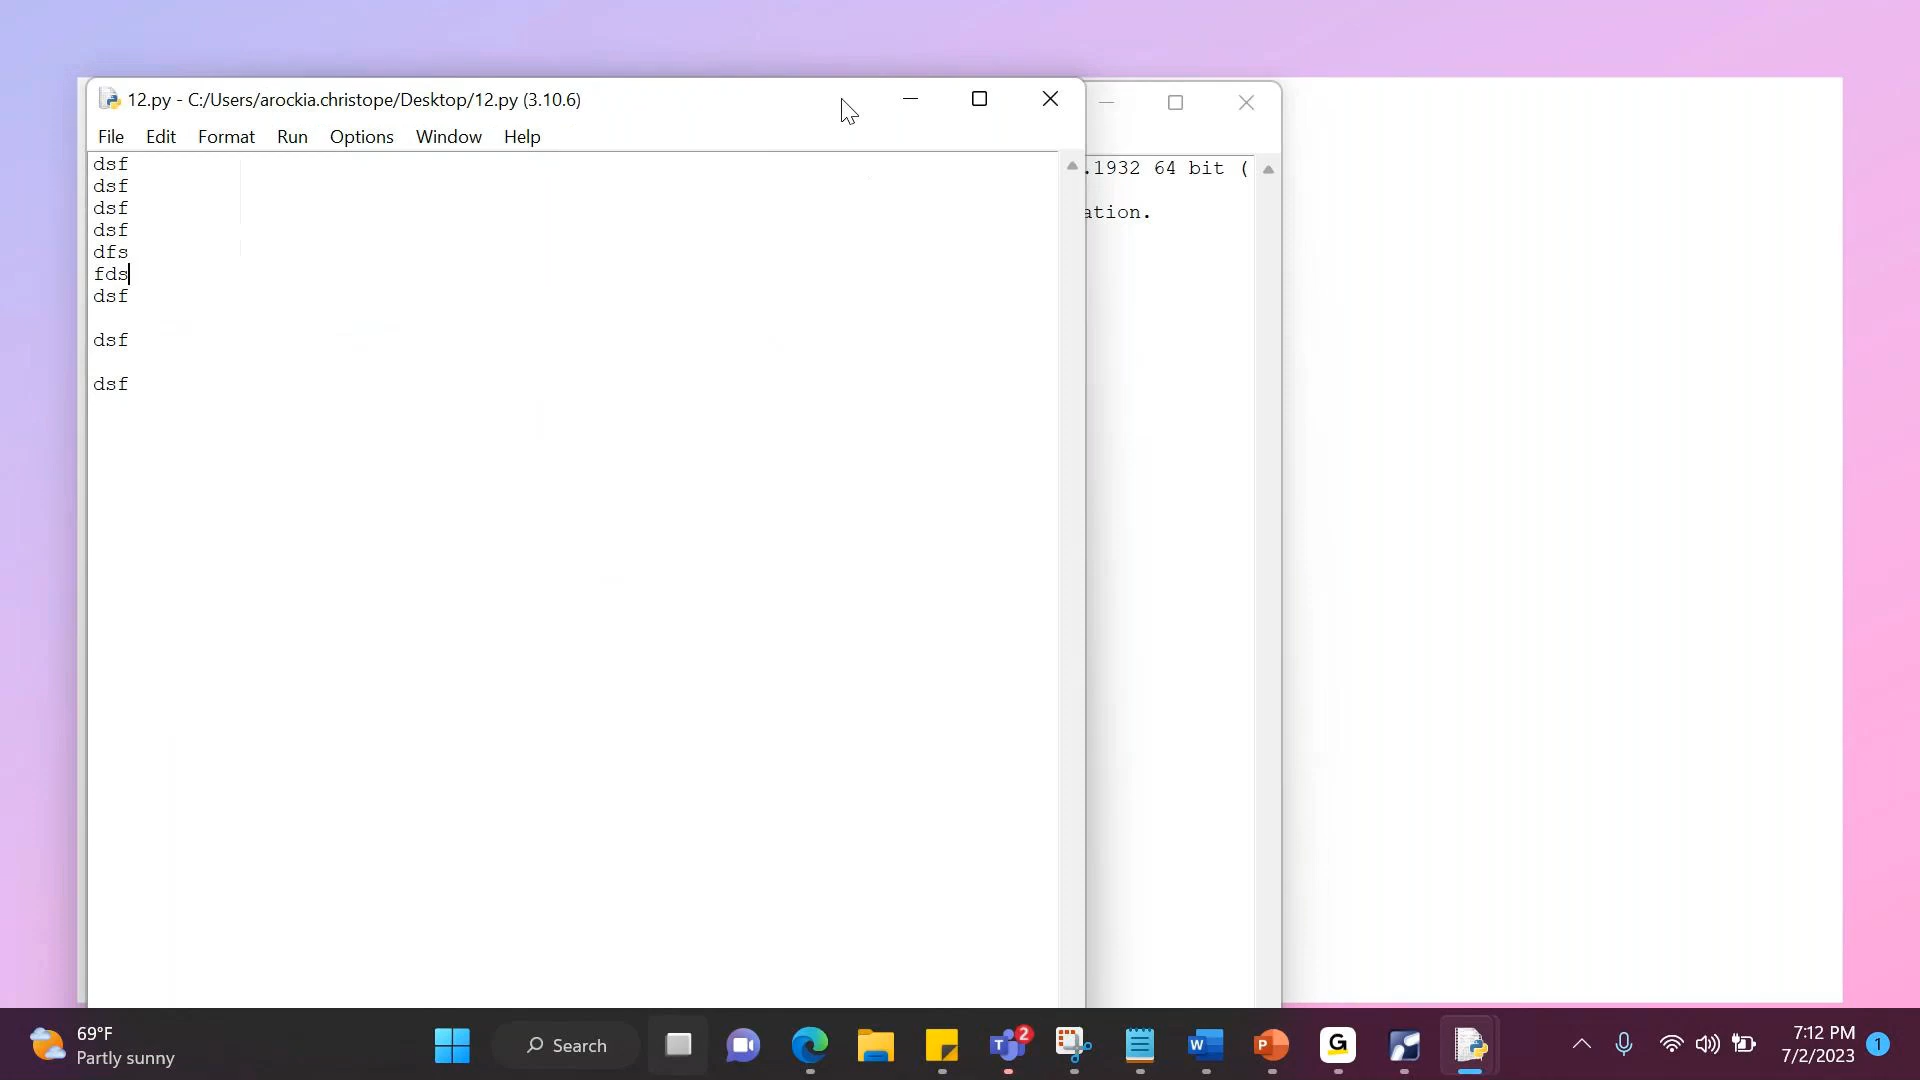 12.py - C:/Users/arockia.christope/Desktop/12.py (3.10.6)
File Edit Format Run Options Window Help
dsf
dsf
dsf
dsf
dfs
fds
dsf
dsf
dsf
.1932 64 bit (
ation.
69°F
Partly sunny
Search
2
7:12 PM
7/2/2023
1